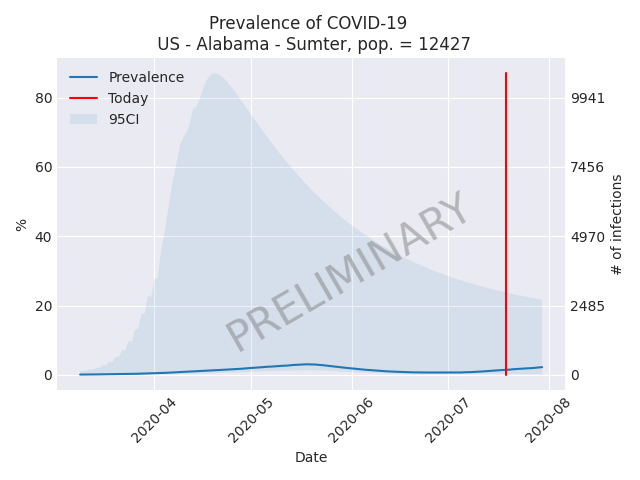 Prevalence of COVID-19
US - Alabama - Sumter, pop. = 12427
Prevalence
Today
95CI
80
60
40
20
0
%
9941
7456
4970
2485
0
# of infections
PRELIMINARY
2020-04
2020-05
2020-06
2020-07
2020-08
Date